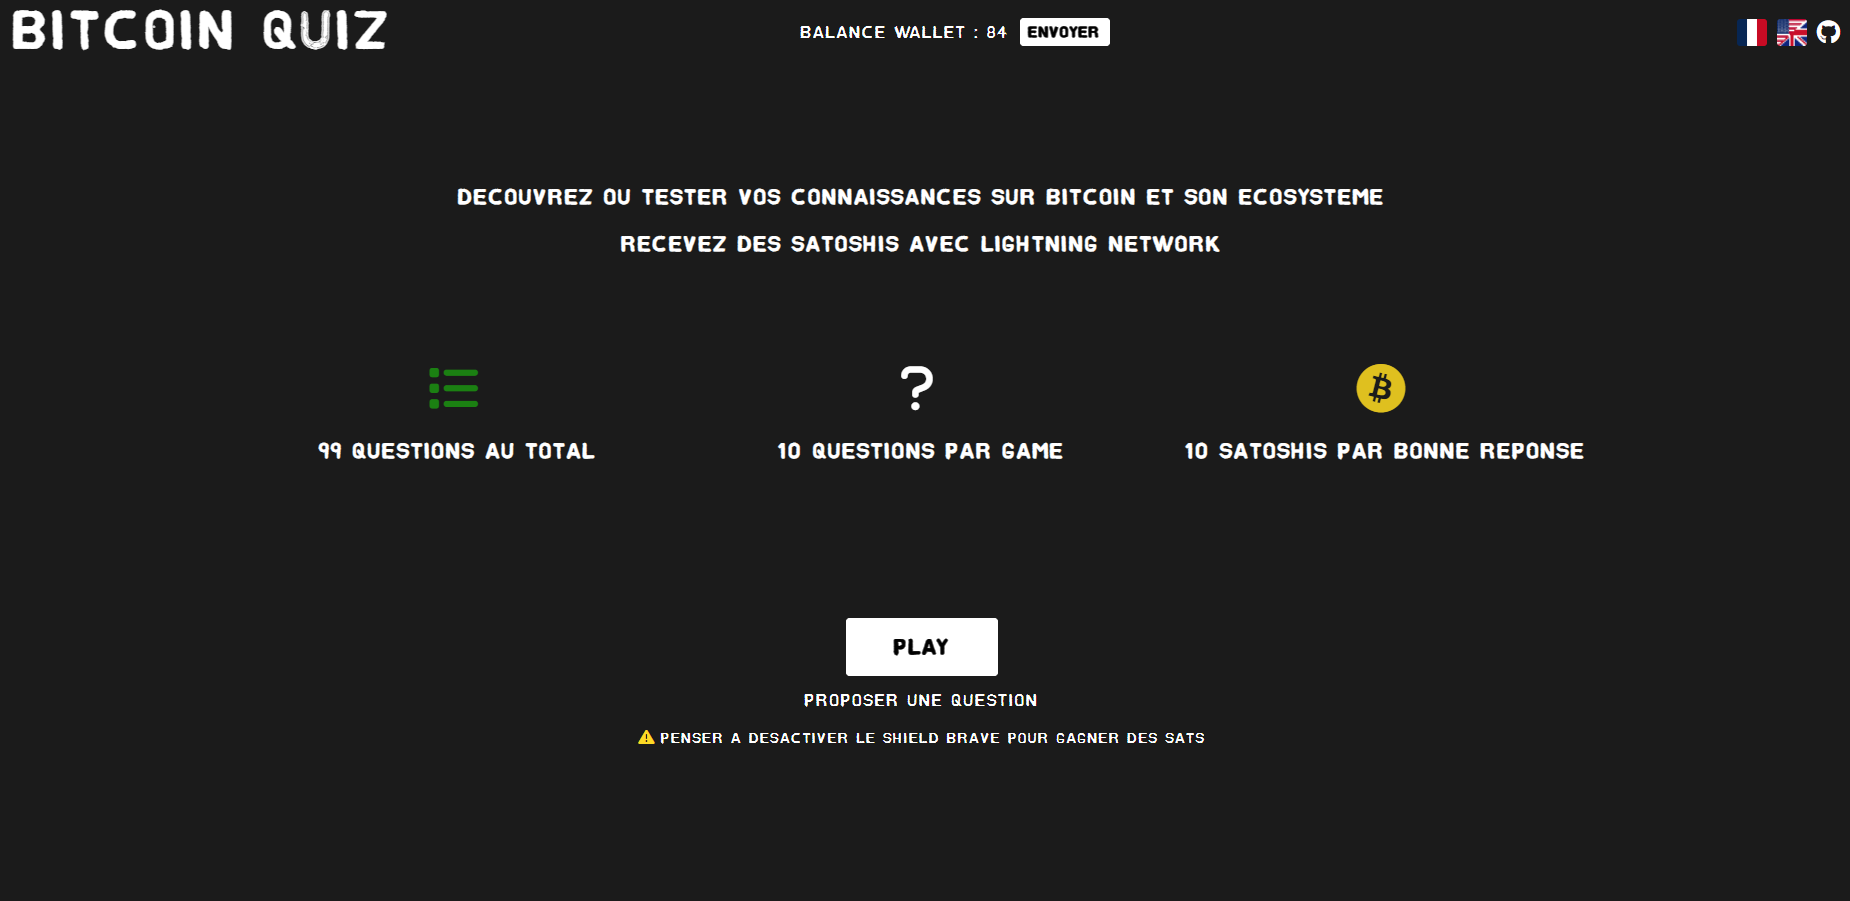 BITCOIN QUIZ
BALANCE WALLET : 84 ENVOYER
DECOUVREZ OU TESTER VOS CONNAISSANCES SUR BITCOIN ET SON ECOSYSTEME
RECEVEZ DES SATOSHIS AVEC LIGHTNING NETWORK
99 QUESTIONS AU TOTAL
10 QUESTIONS PAR GAME
10 SATOSHIS PAR BONNE REPONSE
PLAY
PROPOSER UNE QUESTION
PENSER A DESACTIVER LE SHIELD BRAVE POUR GAGNER DES SATS